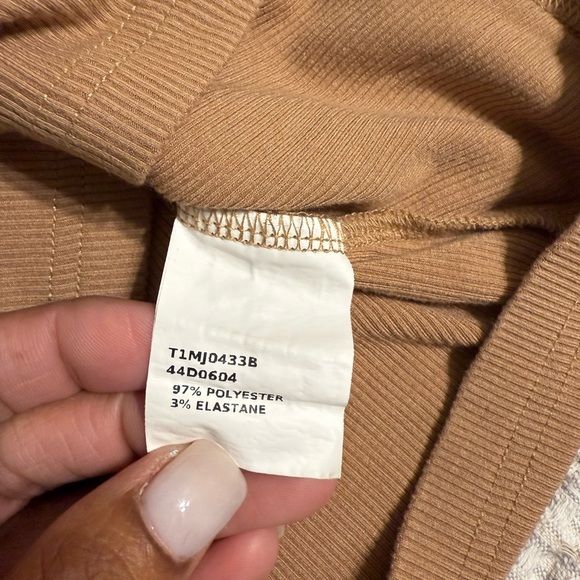 T1MJ0433B
44D0604
97% POLYESTER
3% ELASTANE